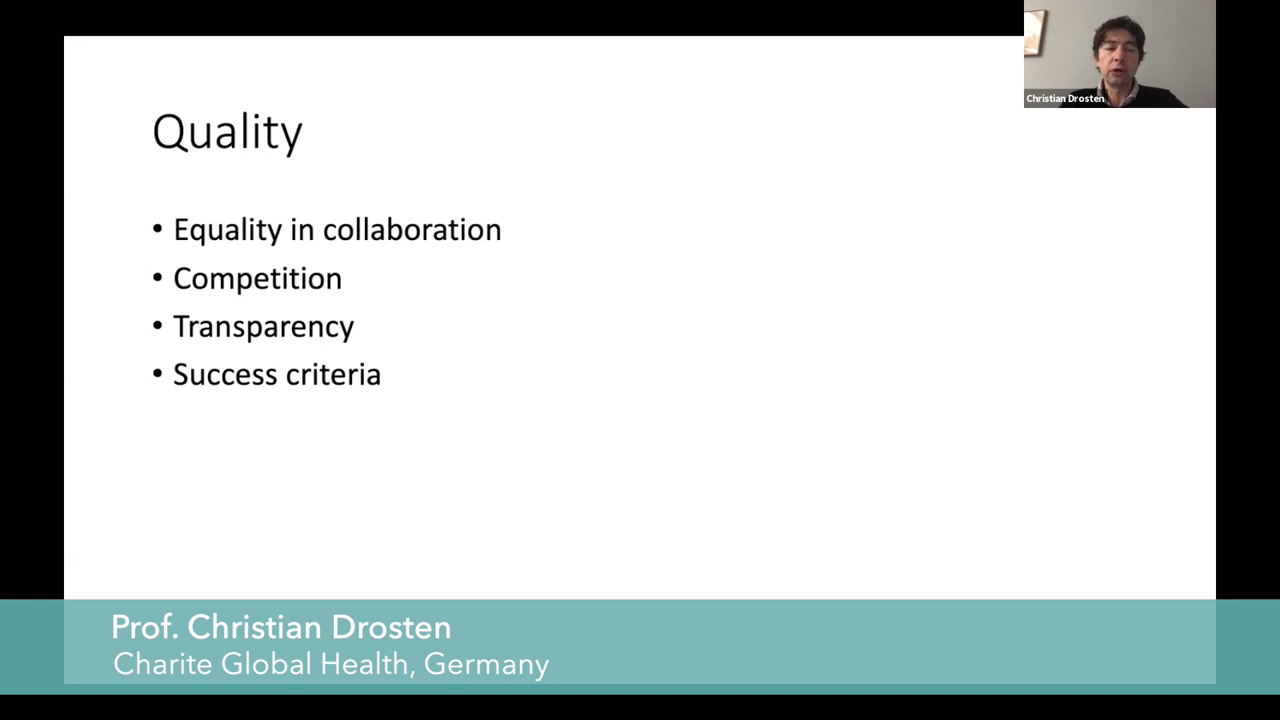 Christian Drosten
Quality
• Equality in collaboration
• Competition
• Transparency
• Success criteria
Prof. Christian Drosten
Charite Global Health, Germany